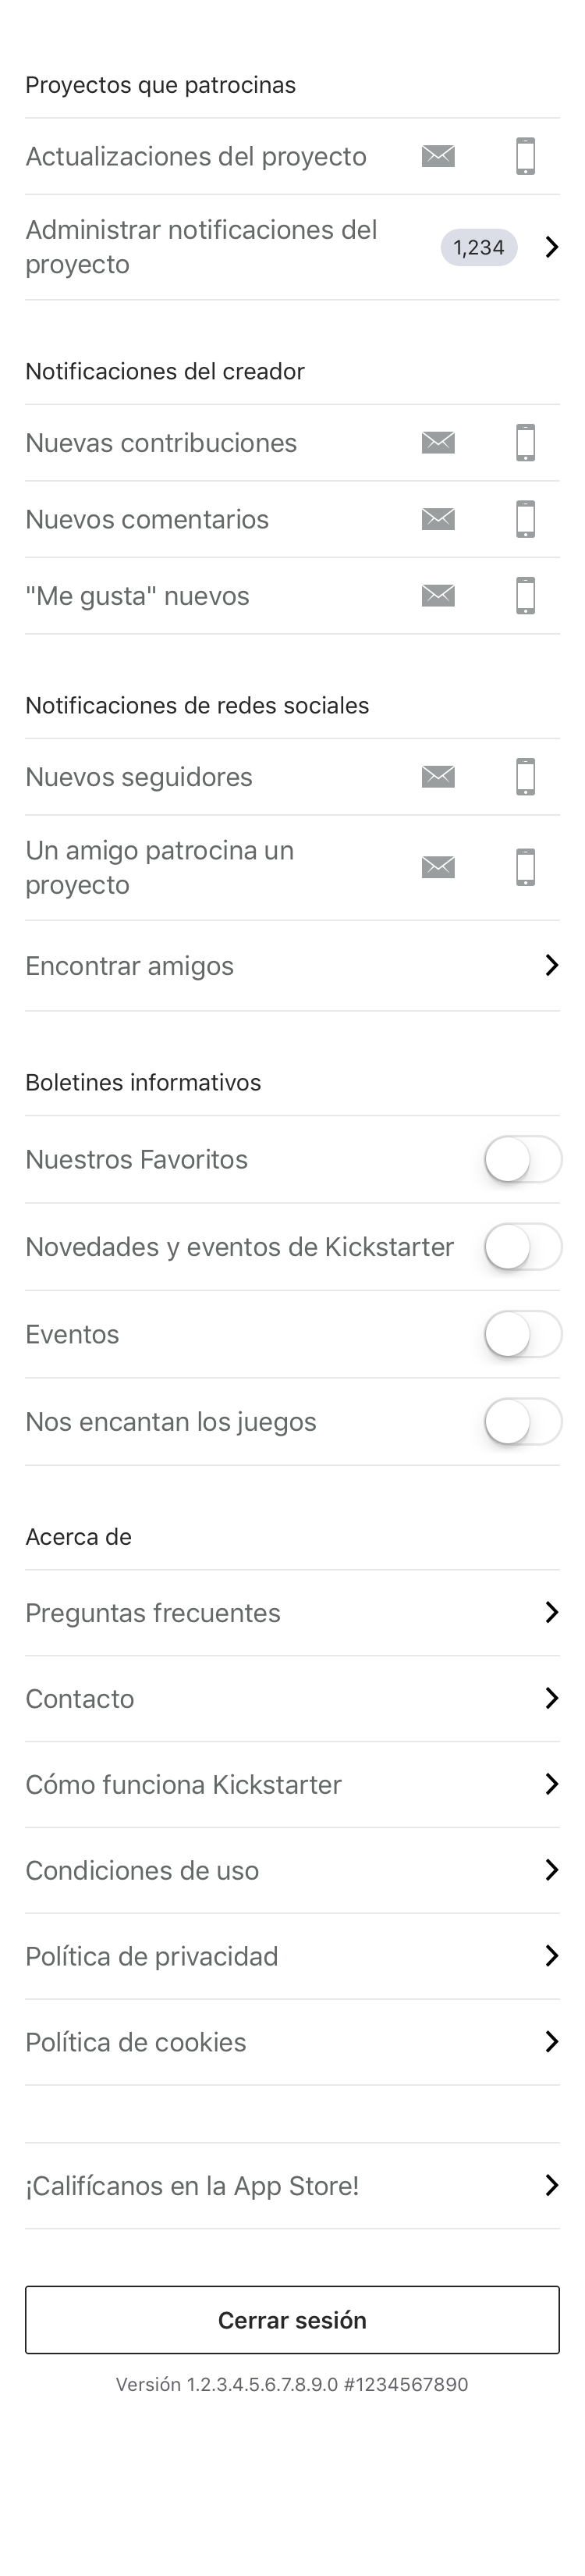 Proyectos que patrocinas
Actualizaciones del proyecto
Administrar notificaciones del
proyecto
1,234
Notificaciones del creador
Nuevas contribuciones
Nuevos comentarios
"Me gusta" nuevos
Notificaciones de redes sociales
Nuevos seguidores
Un amigo patrocina un
proyecto
Encontrar amigos
Boletines informativos
Nuestros Favoritos
Novedades y eventos de Kickstarter
Eventos
Nos encantan los juegos
Acerca de
Preguntas frecuentes
Contacto
Cómo funciona Kickstarter
Condiciones de uso
Política de privacidad
Política de cookies
¡Califícanos en la App Store!
Cerrar sesión
Versión 1.2.3.4.5.6.7.8.9.0 #1234567890